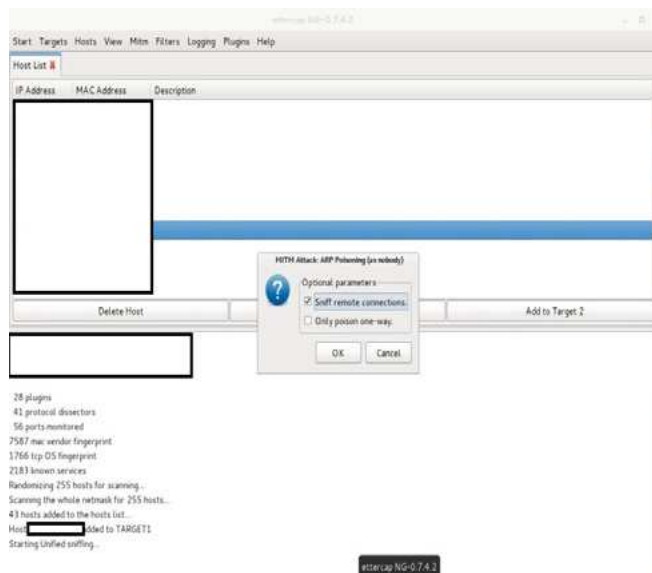 ettercap NG-0.7.4.2
Start Targets Hosts View Mitm Filters Logging Plugins Help
Host List
IP Address MAC Address Description
MITM Attack: ARP Poisoning (as nobody)
Optional parameters
Sniff remote connections.
Only poison one-way.
OK Cancel
Delete Host Add to Target 2
28 plugins
41 protocol dissectors
56 ports monitored
7587 mac vendor fingerprint
1766 tcp OS fingerprint
2183 known services
Randomizing 255 hosts for scanning...
Scanning the whole netmask for 255 hosts...
43 hosts added to the hosts list...
Host added to TARGET1
Starting Unified sniffing...
ettercap NG-0.7.4.2